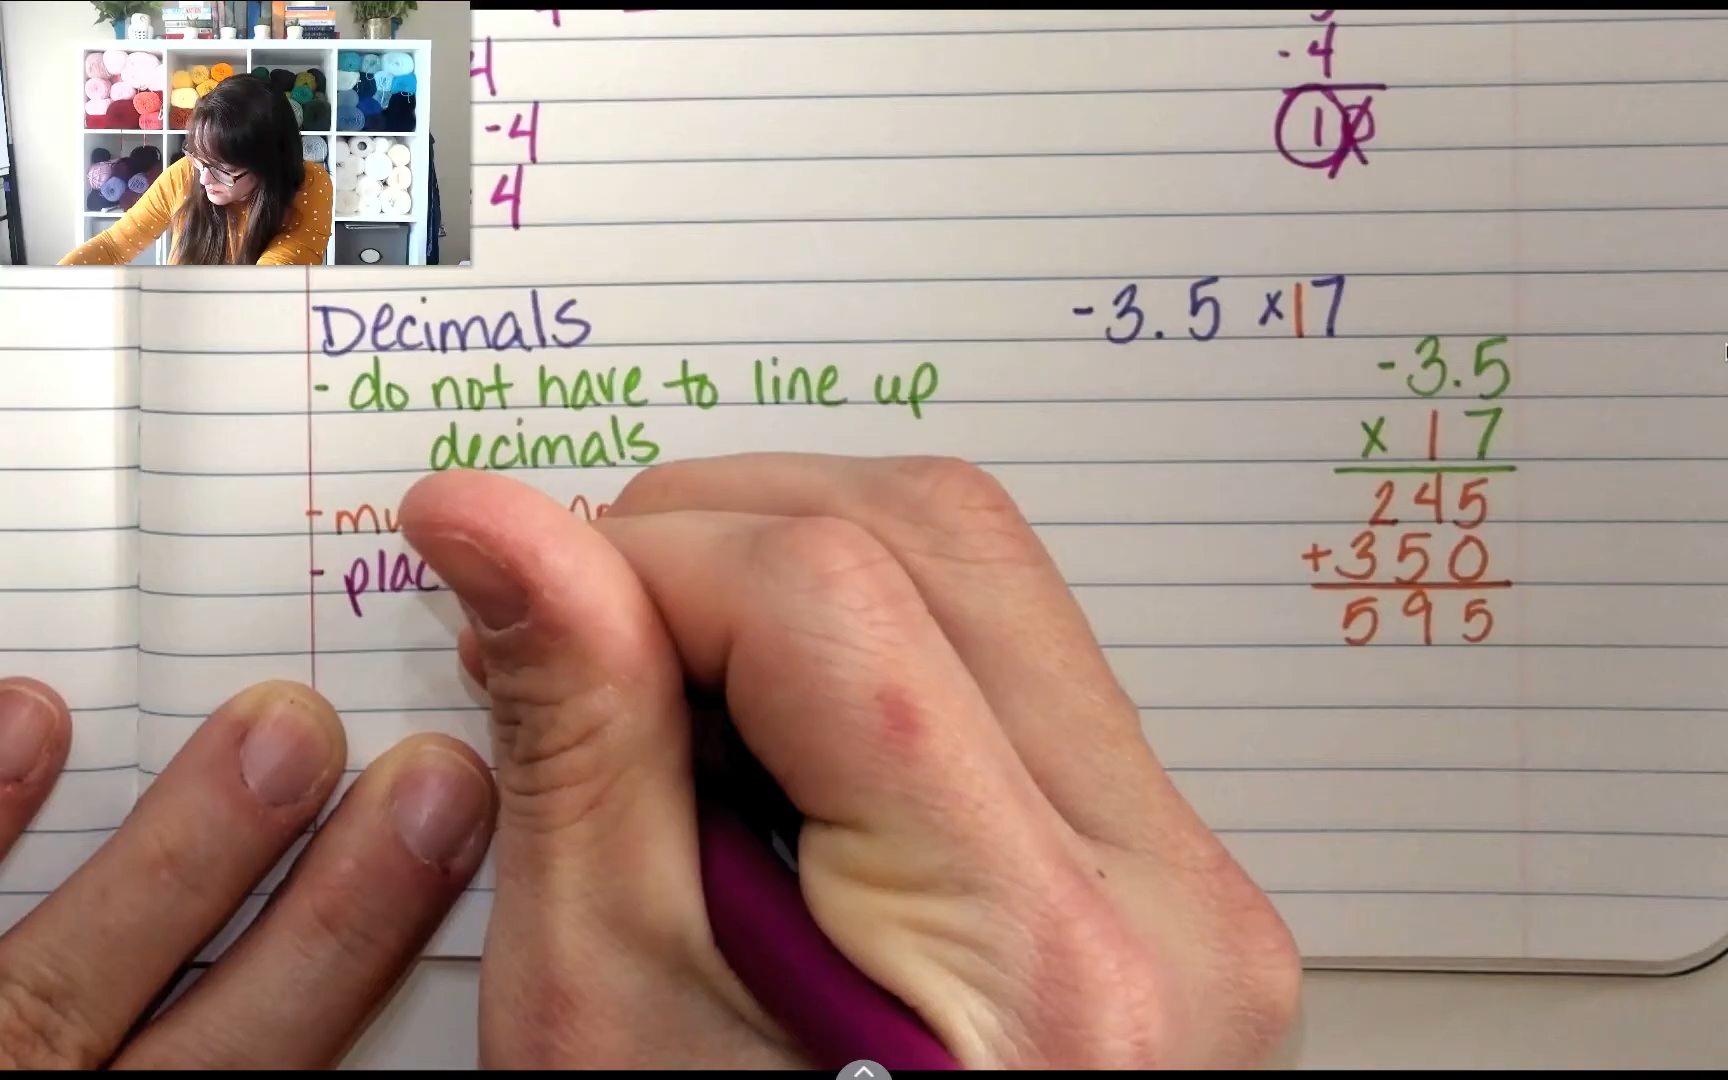 4
- 4
1
-4
4
Decimals
-3.5 x 17
- do not have to line up
decimals
-3.5
x 17
245
+350
595